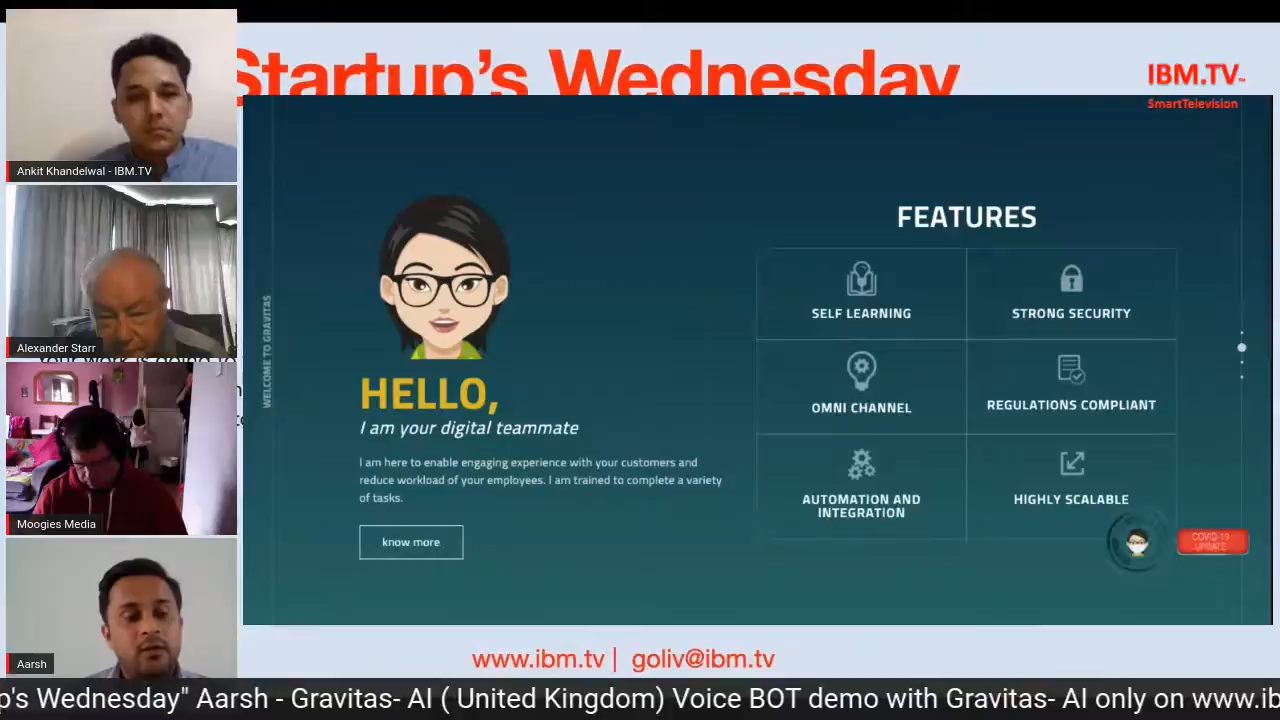 Startup's Wednesday
IBM.TV
SmartTelevision
Ankit Khandelwal - IBM.TV
Alexander Starr
Moogies Media
Aarsh
WELCOME TO GRAVITAS
HELLO,
I am your digital teammate
I am here to enable engaging experience with your customers and
reduce workload of your employees. I am trained to complete a variety
of tasks.
know more
FEATURES
SELF LEARNING
STRONG SECURITY
OMNI CHANNEL
REGULATIONS COMPLIANT
AUTOMATION AND
INTEGRATION
HIGHLY SCALABLE
COVID-19
UPDATE
www.ibm.tv | goliv@ibm.tv
p's Wednesday" Aarsh - Gravitas- AI ( United Kingdom) Voice BOT demo with Gravitas- AI only on www.ib